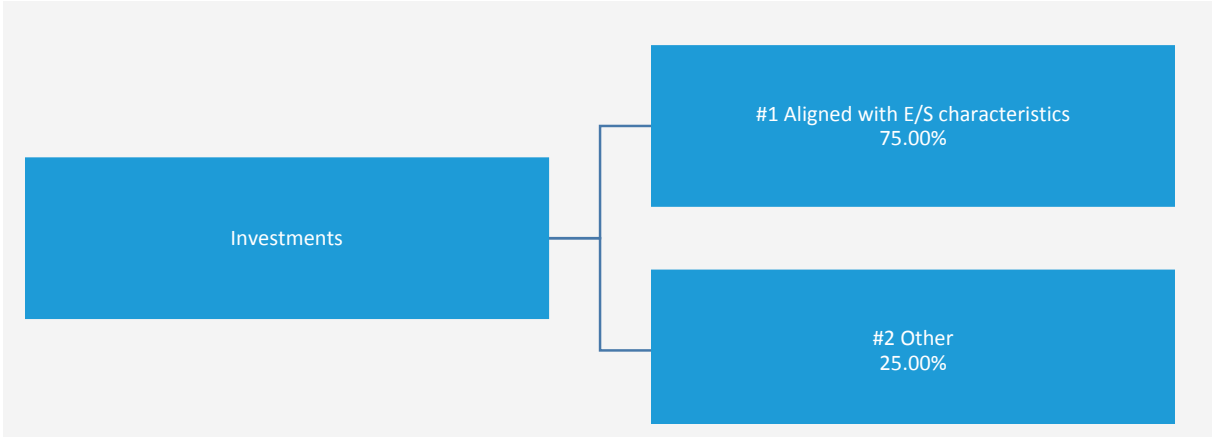 Investments
#1 Aligned with E/S characteristics
75.00%
#2 Other
25.00%